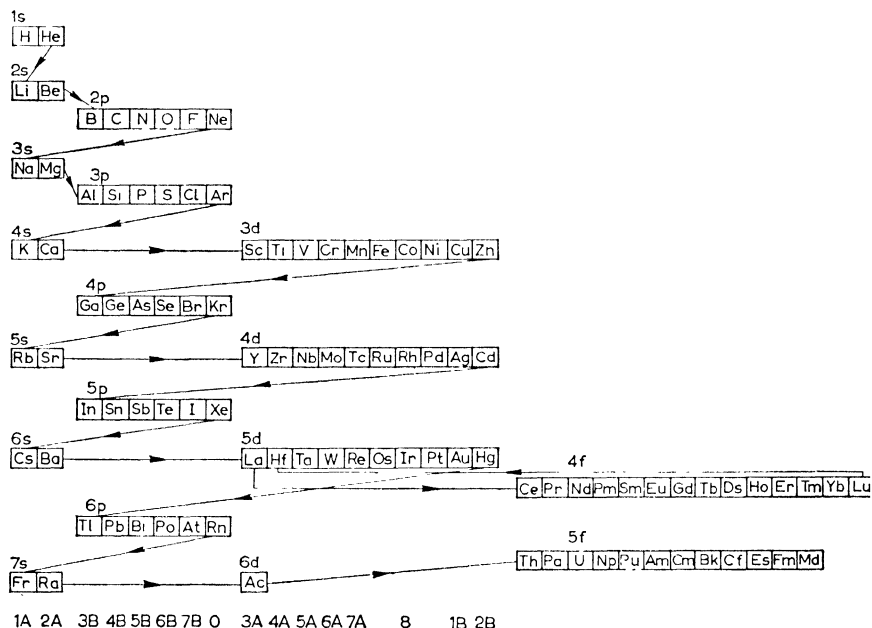 1s
H He
2s
Li Be
2p
B C N O F Ne
3s
Na Mg
3p
Al Si P S Cl Ar
4s 3d
K Ca Sc Ti V Cr Mn Fe Co Ni Cu Zn
4p
Ga Ge As Se Br Kr
5s 4d
Rb Sr Y Zr Nb Mo Tc Ru Rh Pd Ag Cd
5p
In Sn Sb Te I Xe
6s 5d
Cs Ba La Hf Ta W Re Os Ir Pt Au Hg
4f
Ce Pr Nd Pm Sm Eu Gd Tb Ds Ho Er Tm Yb Lu
6p
Tl Pb Bi Po At Rn
5f
Th Pa U Np Pu Am Cm Bk Cf Es Fm Md
7s 6d
Fr Ra Ac
1A 2A 3B 4B 5B 6B 7B 0 3A 4A 5A 6A 7A 8 1B 2B